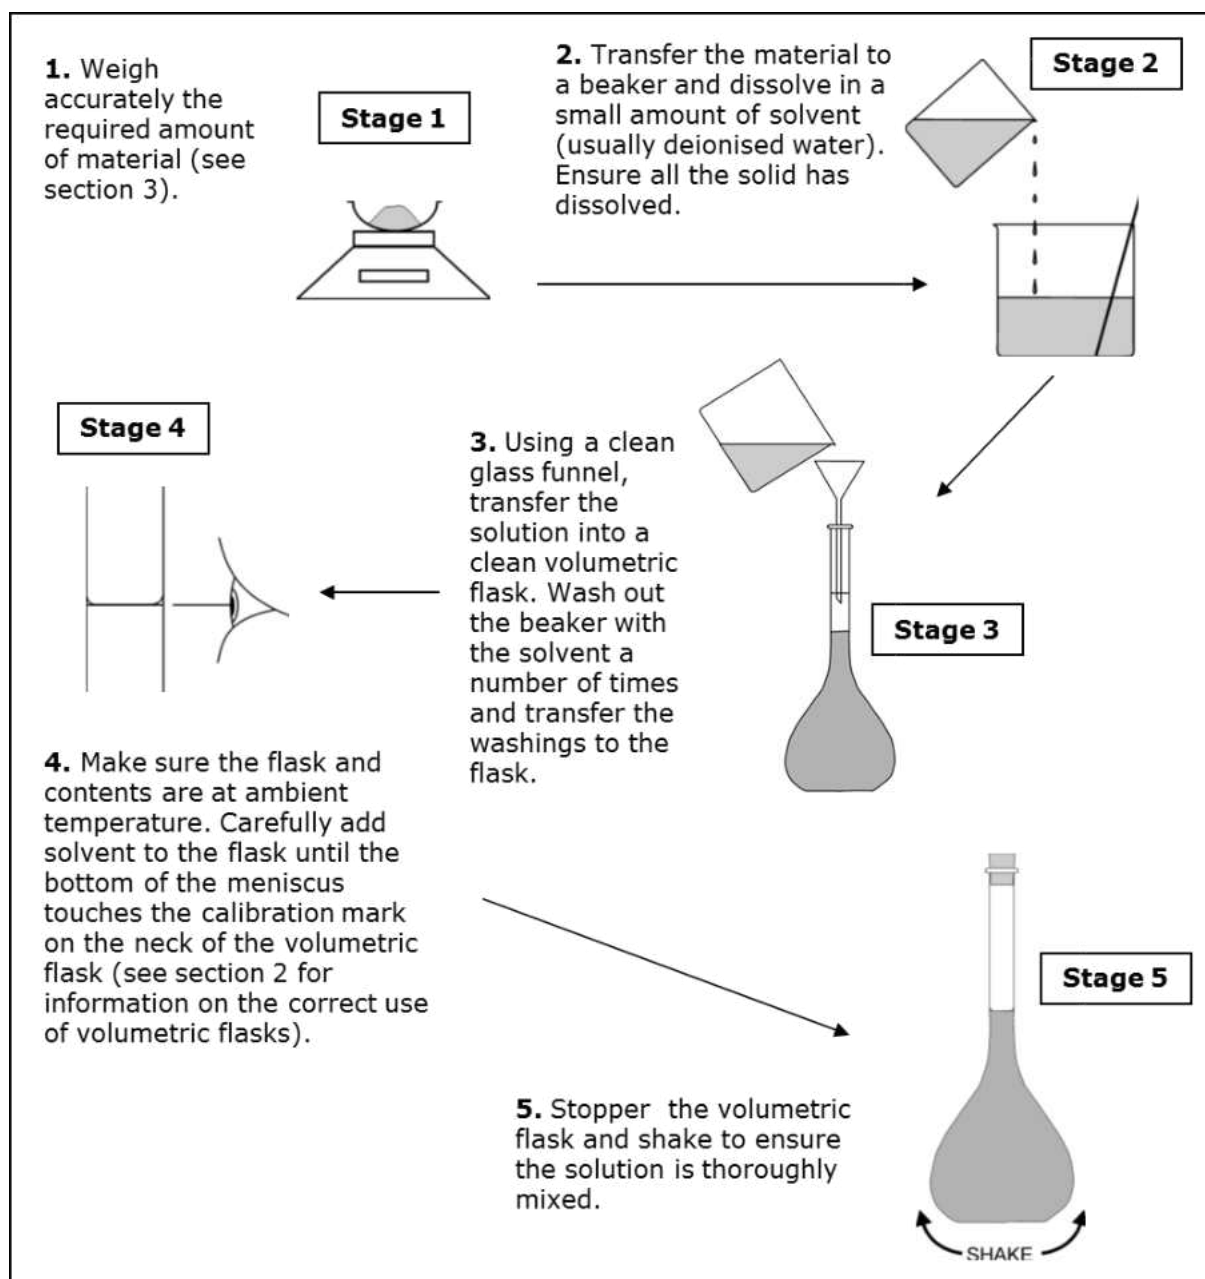 1. Weigh
accurately the
required amount
of material (see
section 3).
Stage 1
2. Transfer the material to
a beaker and dissolve in a
small amount of solvent
(usually deionised water).
Ensure all the solid has
dissolved.
Stage 2
3. Using a clean
glass funnel,
transfer the
solution into a
clean volumetric
flask. Wash out
the beaker with
the solvent a
number of times
and transfer the
washings to the
flask.
Stage 3
Stage 4
4. Make sure the flask and
contents are at ambient
temperature. Carefully add
solvent to the flask until the
bottom of the meniscus
touches the calibration mark
on the neck of the volumetric
flask (see section 2 for
information on the correct use
of volumetric flasks).
Stage 5
5. Stopper the volumetric
flask and shake to ensure
the solution is thoroughly
mixed.
SHAKE